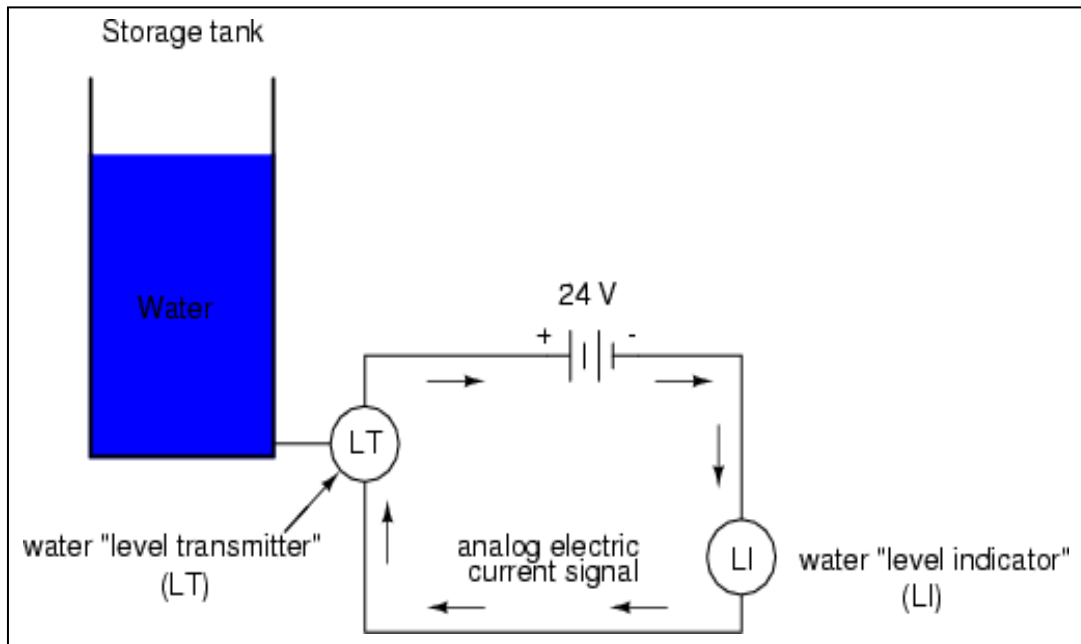 Storage tank
Water
24 V
+ -
LT
water "level transmitter"
(LT)
analog electric
current signal
LI
water "level indicator"
(LI)